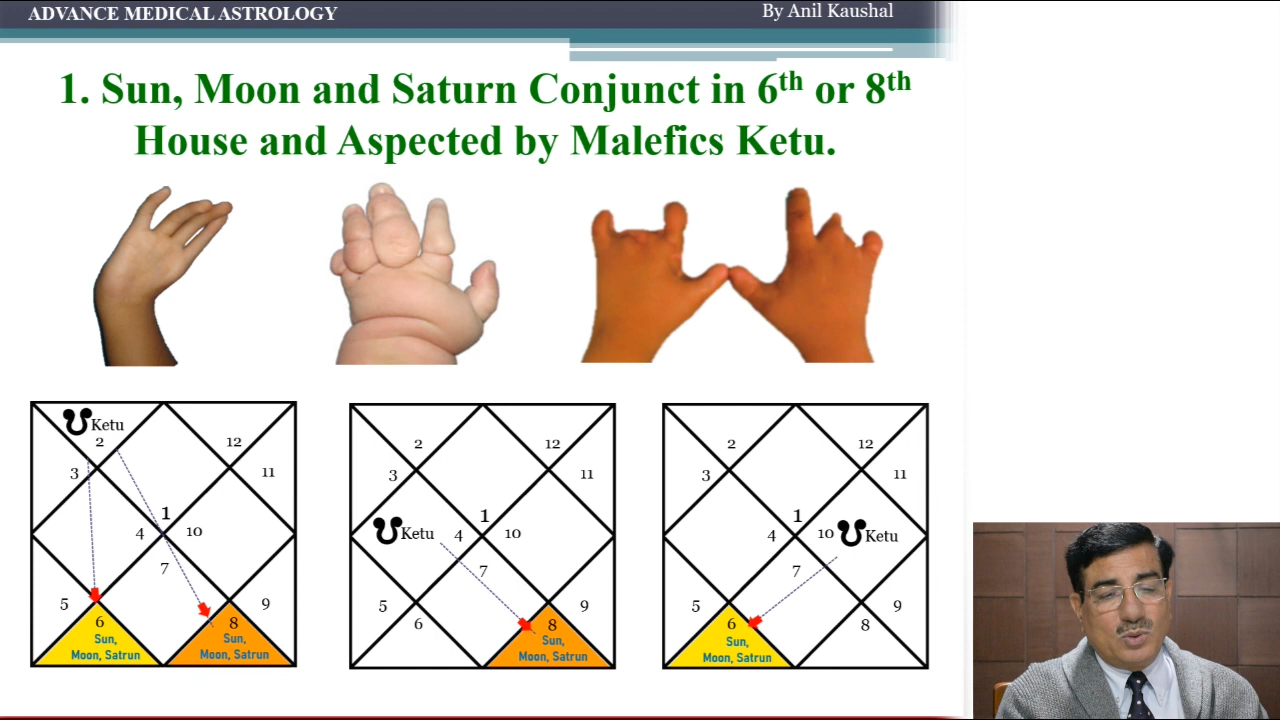 ADVANCE MEDICAL ASTROLOGY
By Anil Kaushal
1. Sun, Moon and Saturn Conjunct in 6th or 8th
House and Aspected by Malefics Ketu.
Ketu
2
12
3
11
1
4
10
7
5
9
6
8
Sun,
Moon, Satrun
Sun,
Moon, Satrun
2
12
3
11
1
Ketu
4
10
7
5
9
6
8
Sun,
Moon, Satrun
2
12
3
11
1
4
10
Ketu
7
5
9
6
8
Sun,
Moon, Satrun